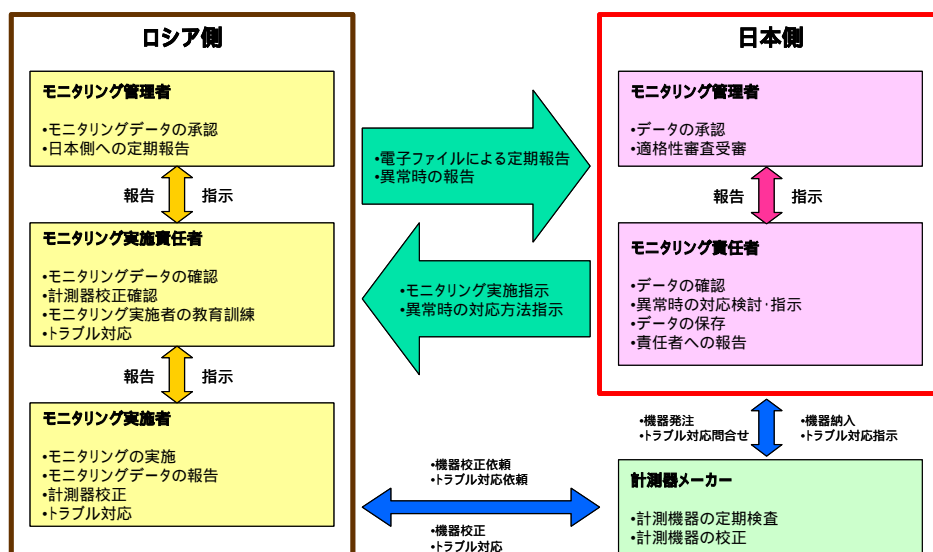 ロシア側
モニタリング管理者
•モニタリングデータの承認
•日本側への定期報告
報告 指示
モニタリング実施責任者
•モニタリングデータの確認
•計測器校正確認
•モニタリング実施者の教育訓練
•トラブル対応
報告 指示
モニタリング実施者
•モニタリングの実施
•モニタリングデータの報告
•計測器校正
•トラブル対応
•電子ファイルによる定期報告
•異常時の報告
•モニタリング実施指示
•異常時の対応方法指示
日本側
モニタリング管理者
•データの承認
•適格性審査受審
報告 指示
モニタリング責任者
•データの確認
•異常時の対応検討･指示
•データの保存
•責任者への報告
•機器発注
•トラブル対応問合せ
•機器納入
•トラブル対応指示
•機器校正依頼
•トラブル対応依頼
•機器校正
•トラブル対応
計測器メーカー
•計測機器の定期検査
•計測機器の校正